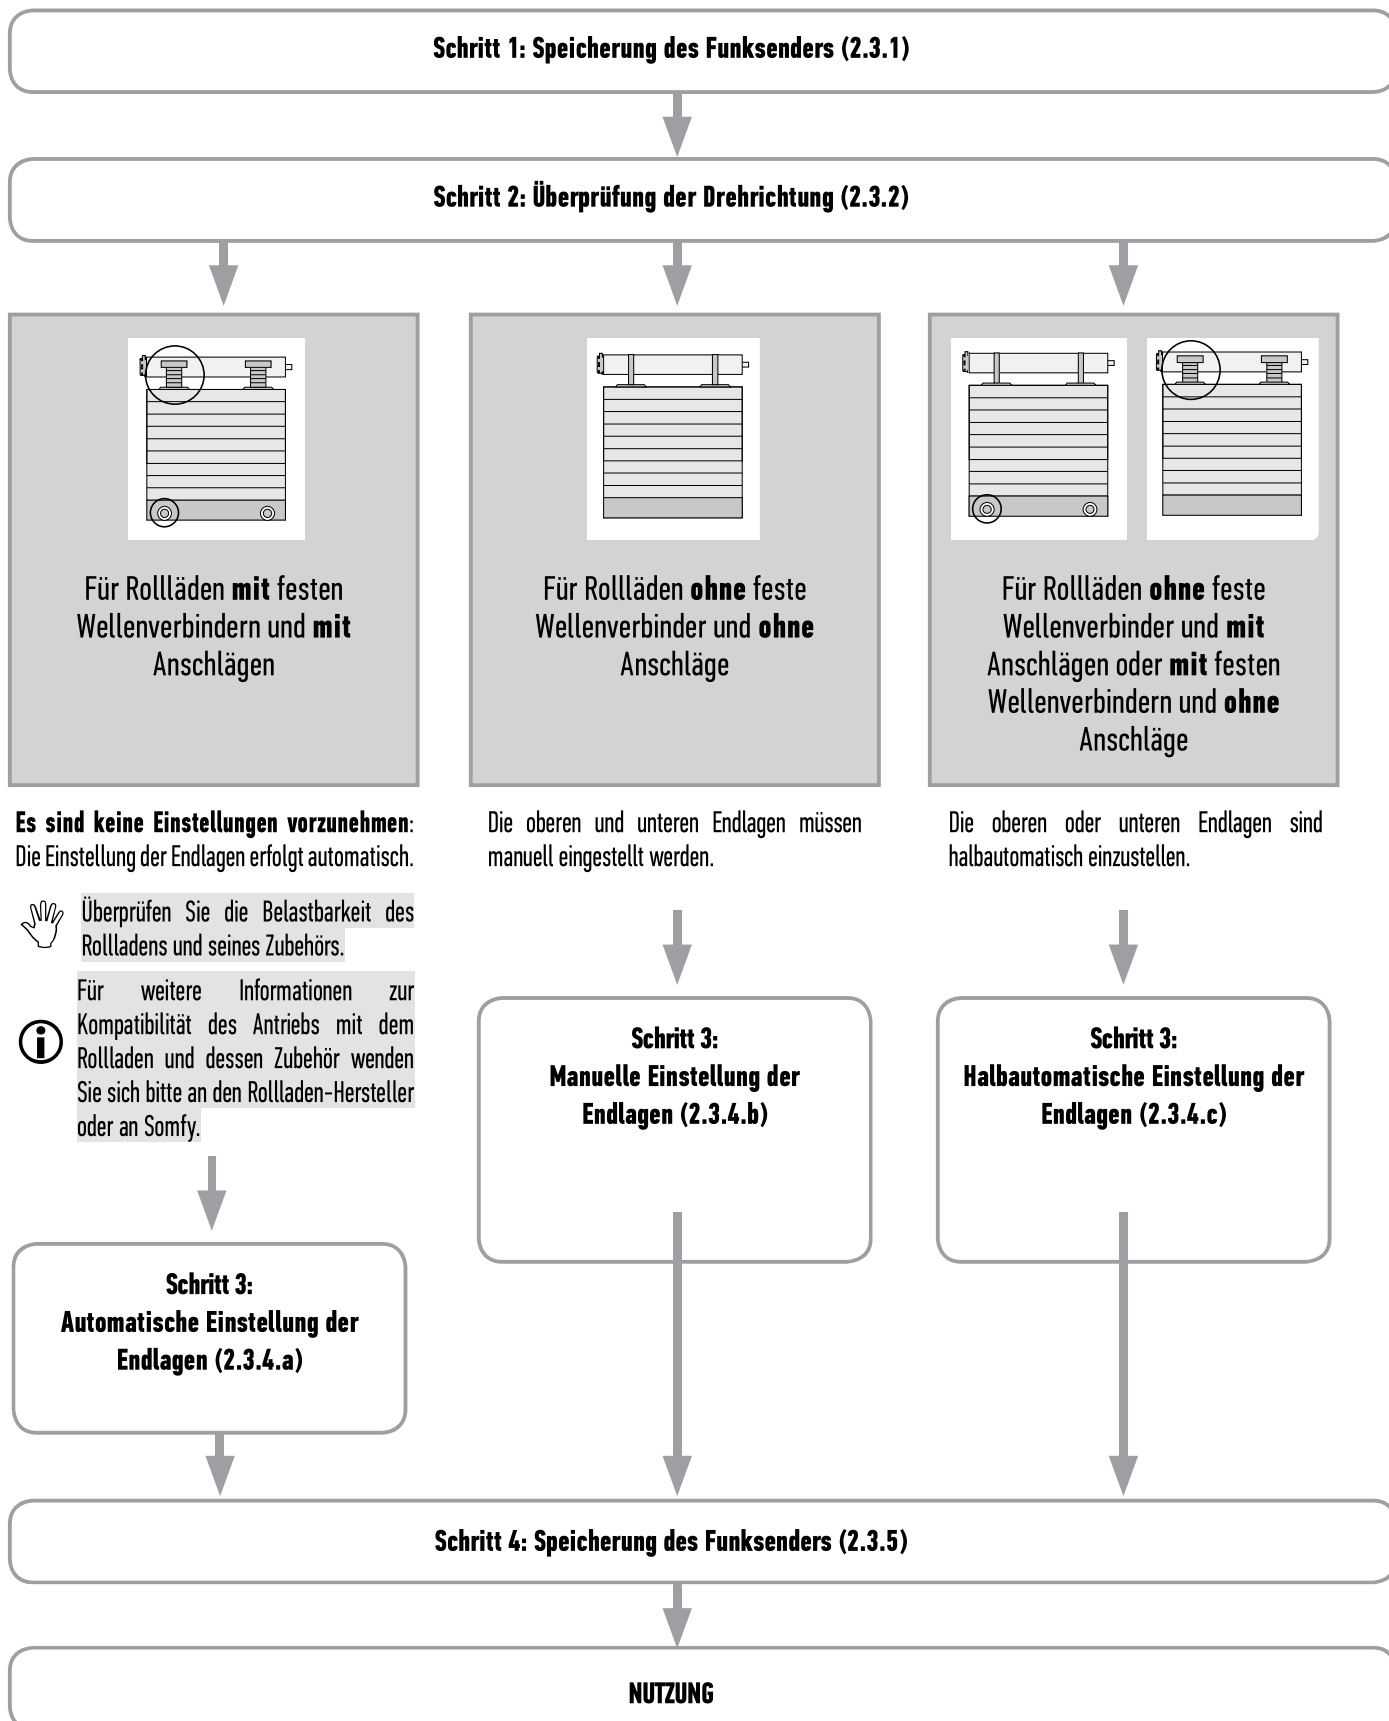 Schritt 1: Speicherung des Funksenders (2.3.1)
Schritt 2: Überprüfung der Drehrichtung (2.3.2)
Für Rollläden mit festen
Wellenverbindern und mit
Anschlägen
Für Rollläden ohne feste
Wellenverbinder und ohne
Anschläge
Für Rollläden ohne feste
Wellenverbinder und mit
Anschlägen oder mit festen
Wellenverbindern und ohne
Anschläge
Es sind keine Einstellungen vorzunehmen:
Die Einstellung der Endlagen erfolgt automatisch.
Überprüfen Sie die Belastbarkeit des
Rollladens und seines Zubehörs.
Für weitere Informationen zur
Kompatibilität des Antriebs mit dem
Rollladen und dessen Zubehör wenden
Sie sich bitte an den Rollladen-Hersteller
oder an Somfy.
Die oberen und unteren Endlagen müssen
manuell eingestellt werden.
Die oberen oder unteren Endlagen sind
halbautomatisch einzustellen.
Schritt 3:
Automatische Einstellung der
Endlagen (2.3.4.a)
Schritt 3:
Manuelle Einstellung der
Endlagen (2.3.4.b)
Schritt 3:
Halbautomatische Einstellung der
Endlagen (2.3.4.c)
Schritt 4: Speicherung des Funksenders (2.3.5)
NUTZUNG